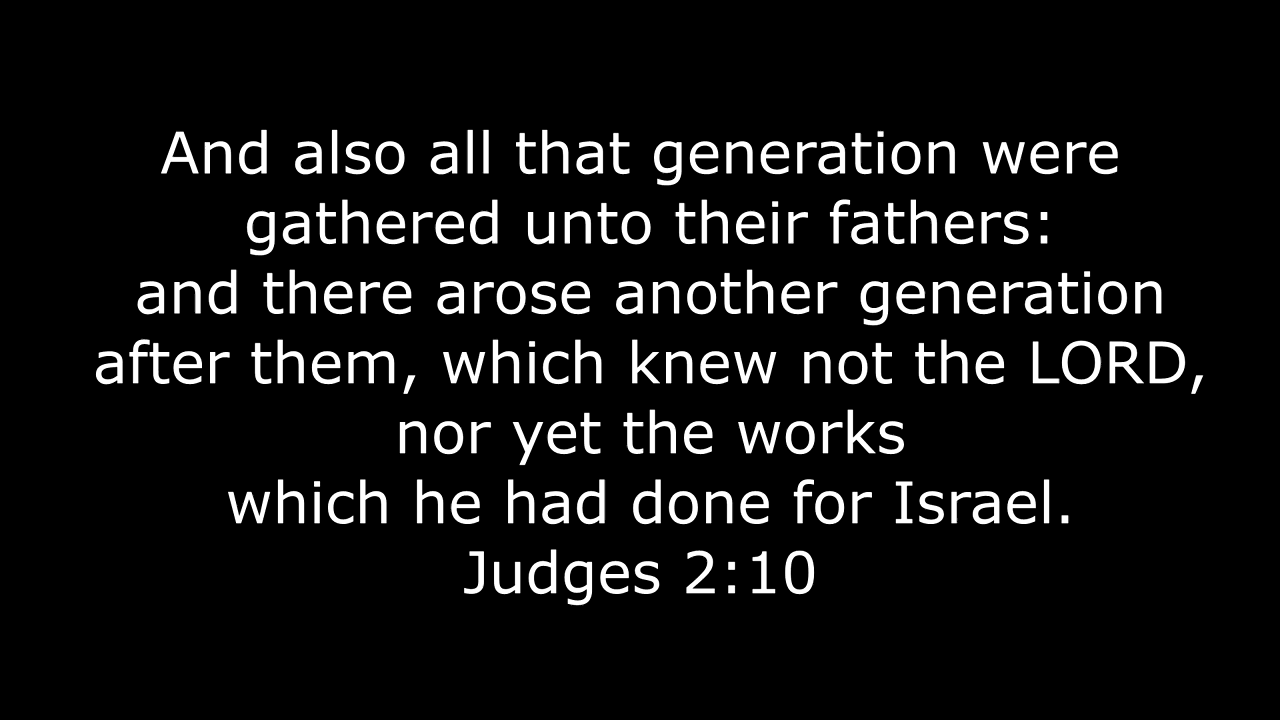 And also all that generation were
gathered unto their fathers:
and there arose another generation
after them, which knew not the LORD,
nor yet the works
which he had done for Israel.
Judges 2:10